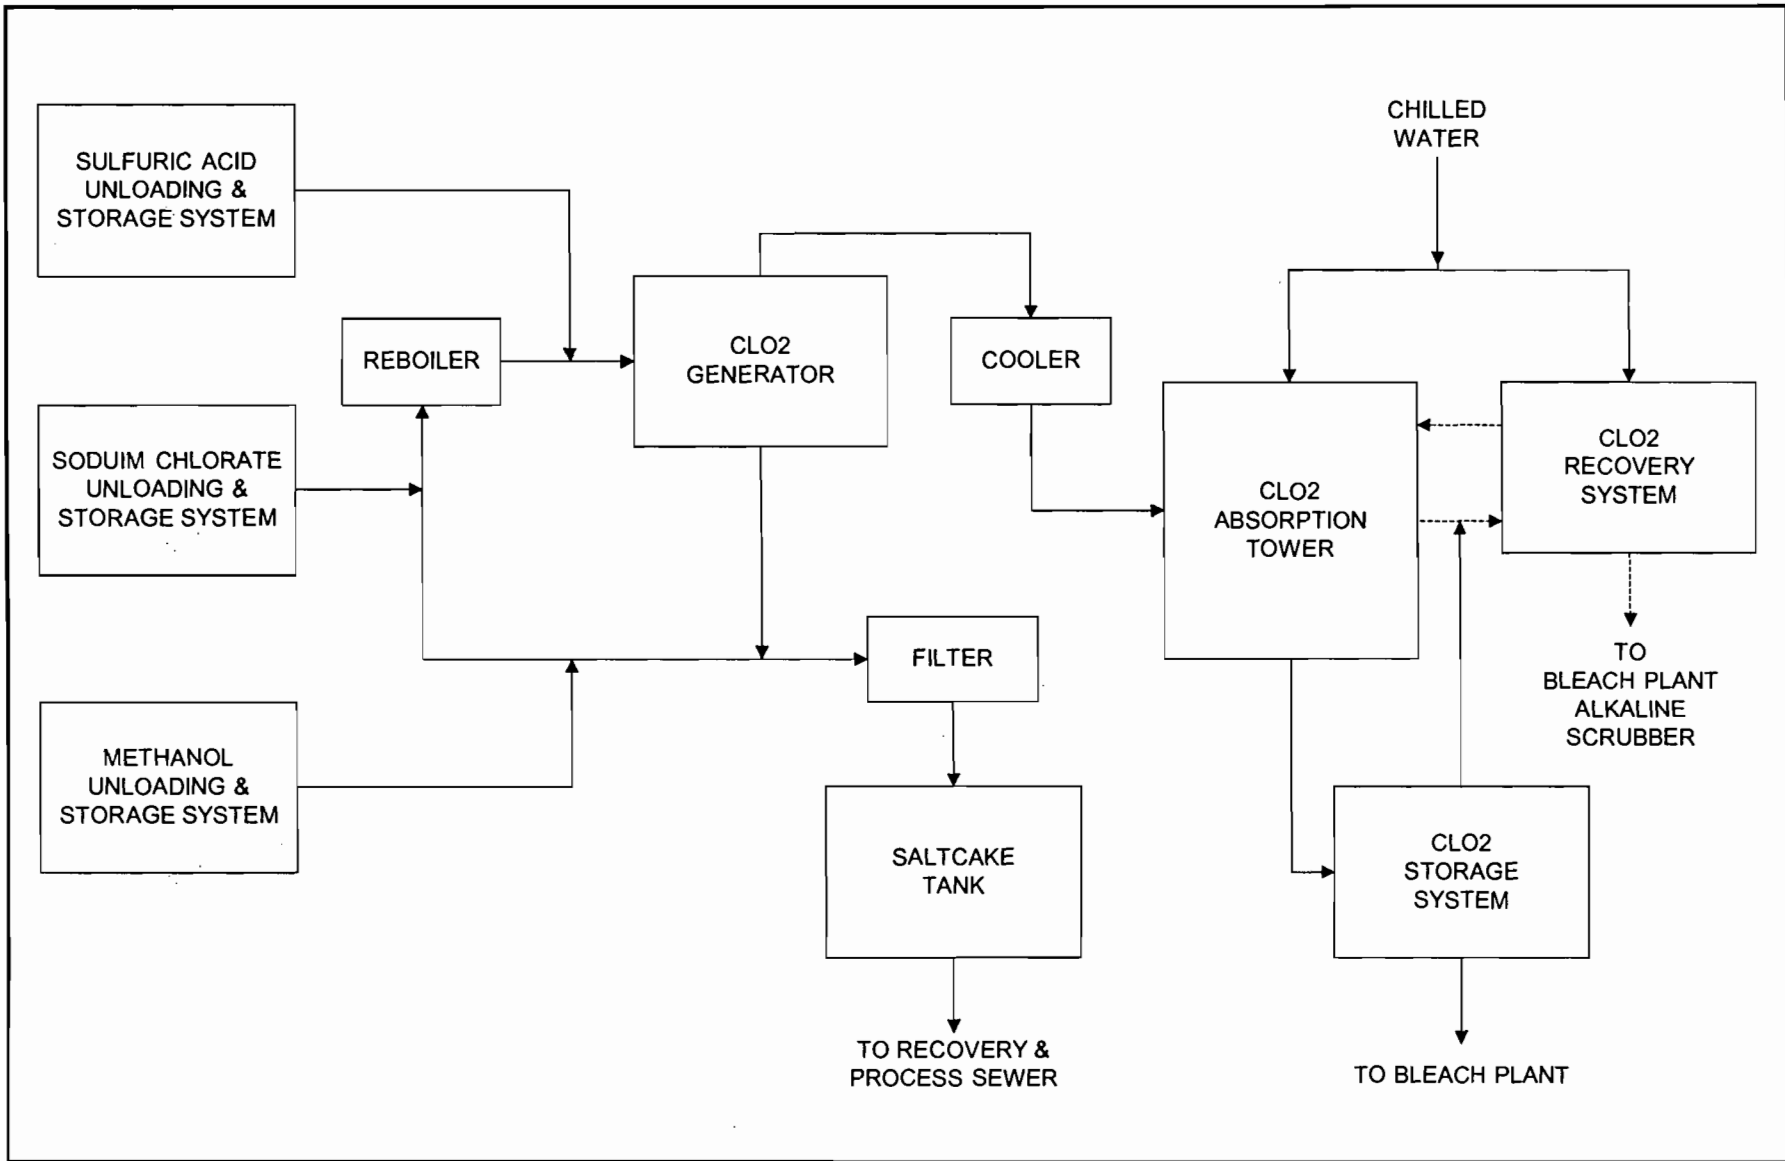 SULFURIC ACID
UNLOADING &
STORAGE SYSTEM
REBOILER
SODUIM CHLORATE
UNLOADING &
STORAGE SYSTEM
METHANOL
UNLOADING &
STORAGE SYSTEM
CLO2
GENERATOR
COOLER
FILTER
SALTCAKE
TANK
TO RECOVERY &
PROCESS SEWER
CHILLED
WATER
CLO2
ABSORPTION
TOWER
CLO2
RECOVERY
SYSTEM
TO
BLEACH PLANT
ALKALINE
SCRUBBER
CLO2
STORAGE
SYSTEM
TO BLEACH PLANT